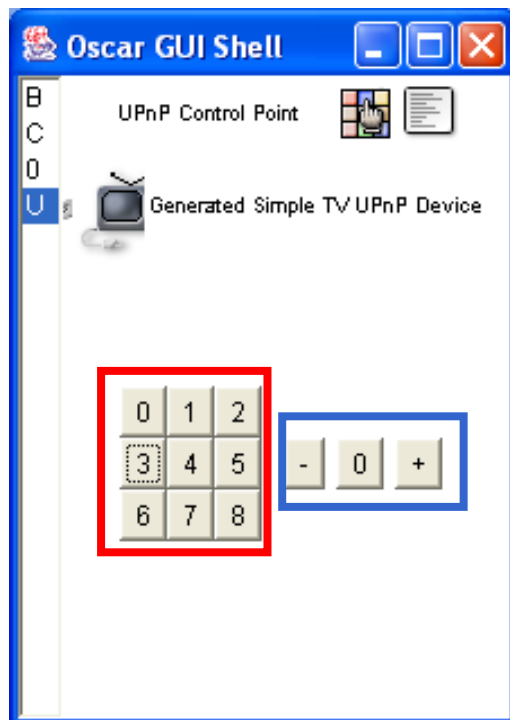 Oscar GUI Shell
B
C
0
U
UPnP Control Point
Generated Simple TV UPnP Device
0 1 2
3 4 5 - 0 +
6 7 8